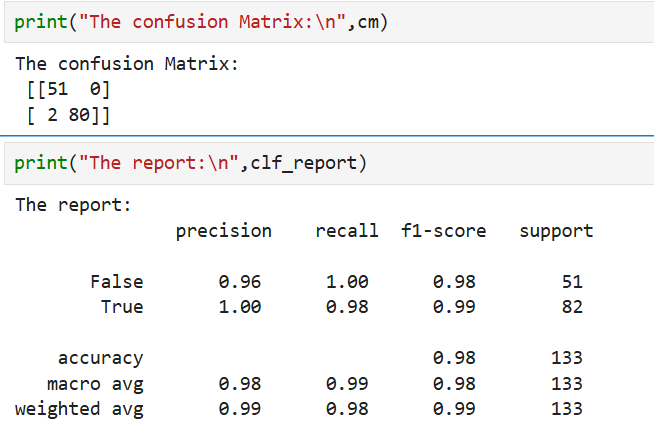 print("The confusion Matrix:\n",cm)
The confusion Matrix:
 [[51  0]
 [ 2 80]]
print("The report:\n",clf_report)
The report:
               precision    recall  f1-score   support

       False       0.96      1.00      0.98        51
        True       1.00      0.98      0.99        82

    accuracy                           0.98       133
   macro avg       0.98      0.99      0.98       133
weighted avg       0.99      0.98      0.99       133